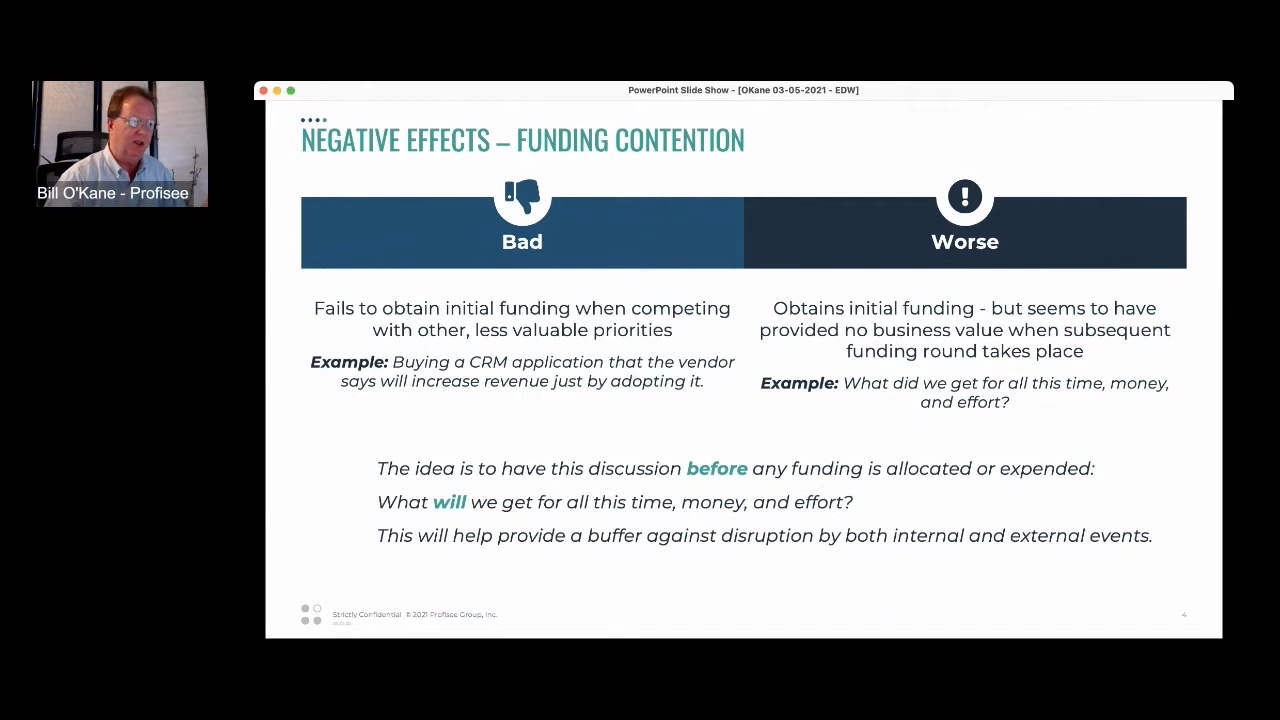 PowerPoint Slide Show - [OKane 03-05-2021 - EDW]
Bill O'Kane - Profisee
NEGATIVE EFFECTS – FUNDING CONTENTION
Bad
Worse
Fails to obtain initial funding when competing
with other, less valuable priorities
Example: Buying a CRM application that the vendor
says will increase revenue just by adopting it.
Obtains initial funding - but seems to have
provided no business value when subsequent
funding round takes place
Example: What did we get for all this time, money,
and effort?
The idea is to have this discussion before any funding is allocated or expended:
What will we get for all this time, money, and effort?
This will help provide a buffer against disruption by both internal and external events.
Strictly Confidential © 2021 Profisee Group, Inc.
4